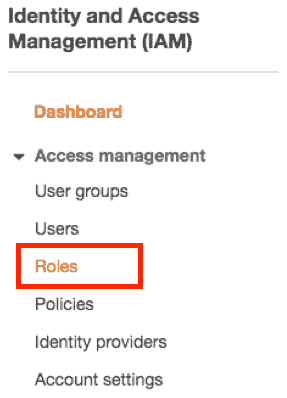 Identity and Access
Management (IAM)
Dashboard
Access management
User groups
Users
Roles
Policies
Identity providers
Account settings